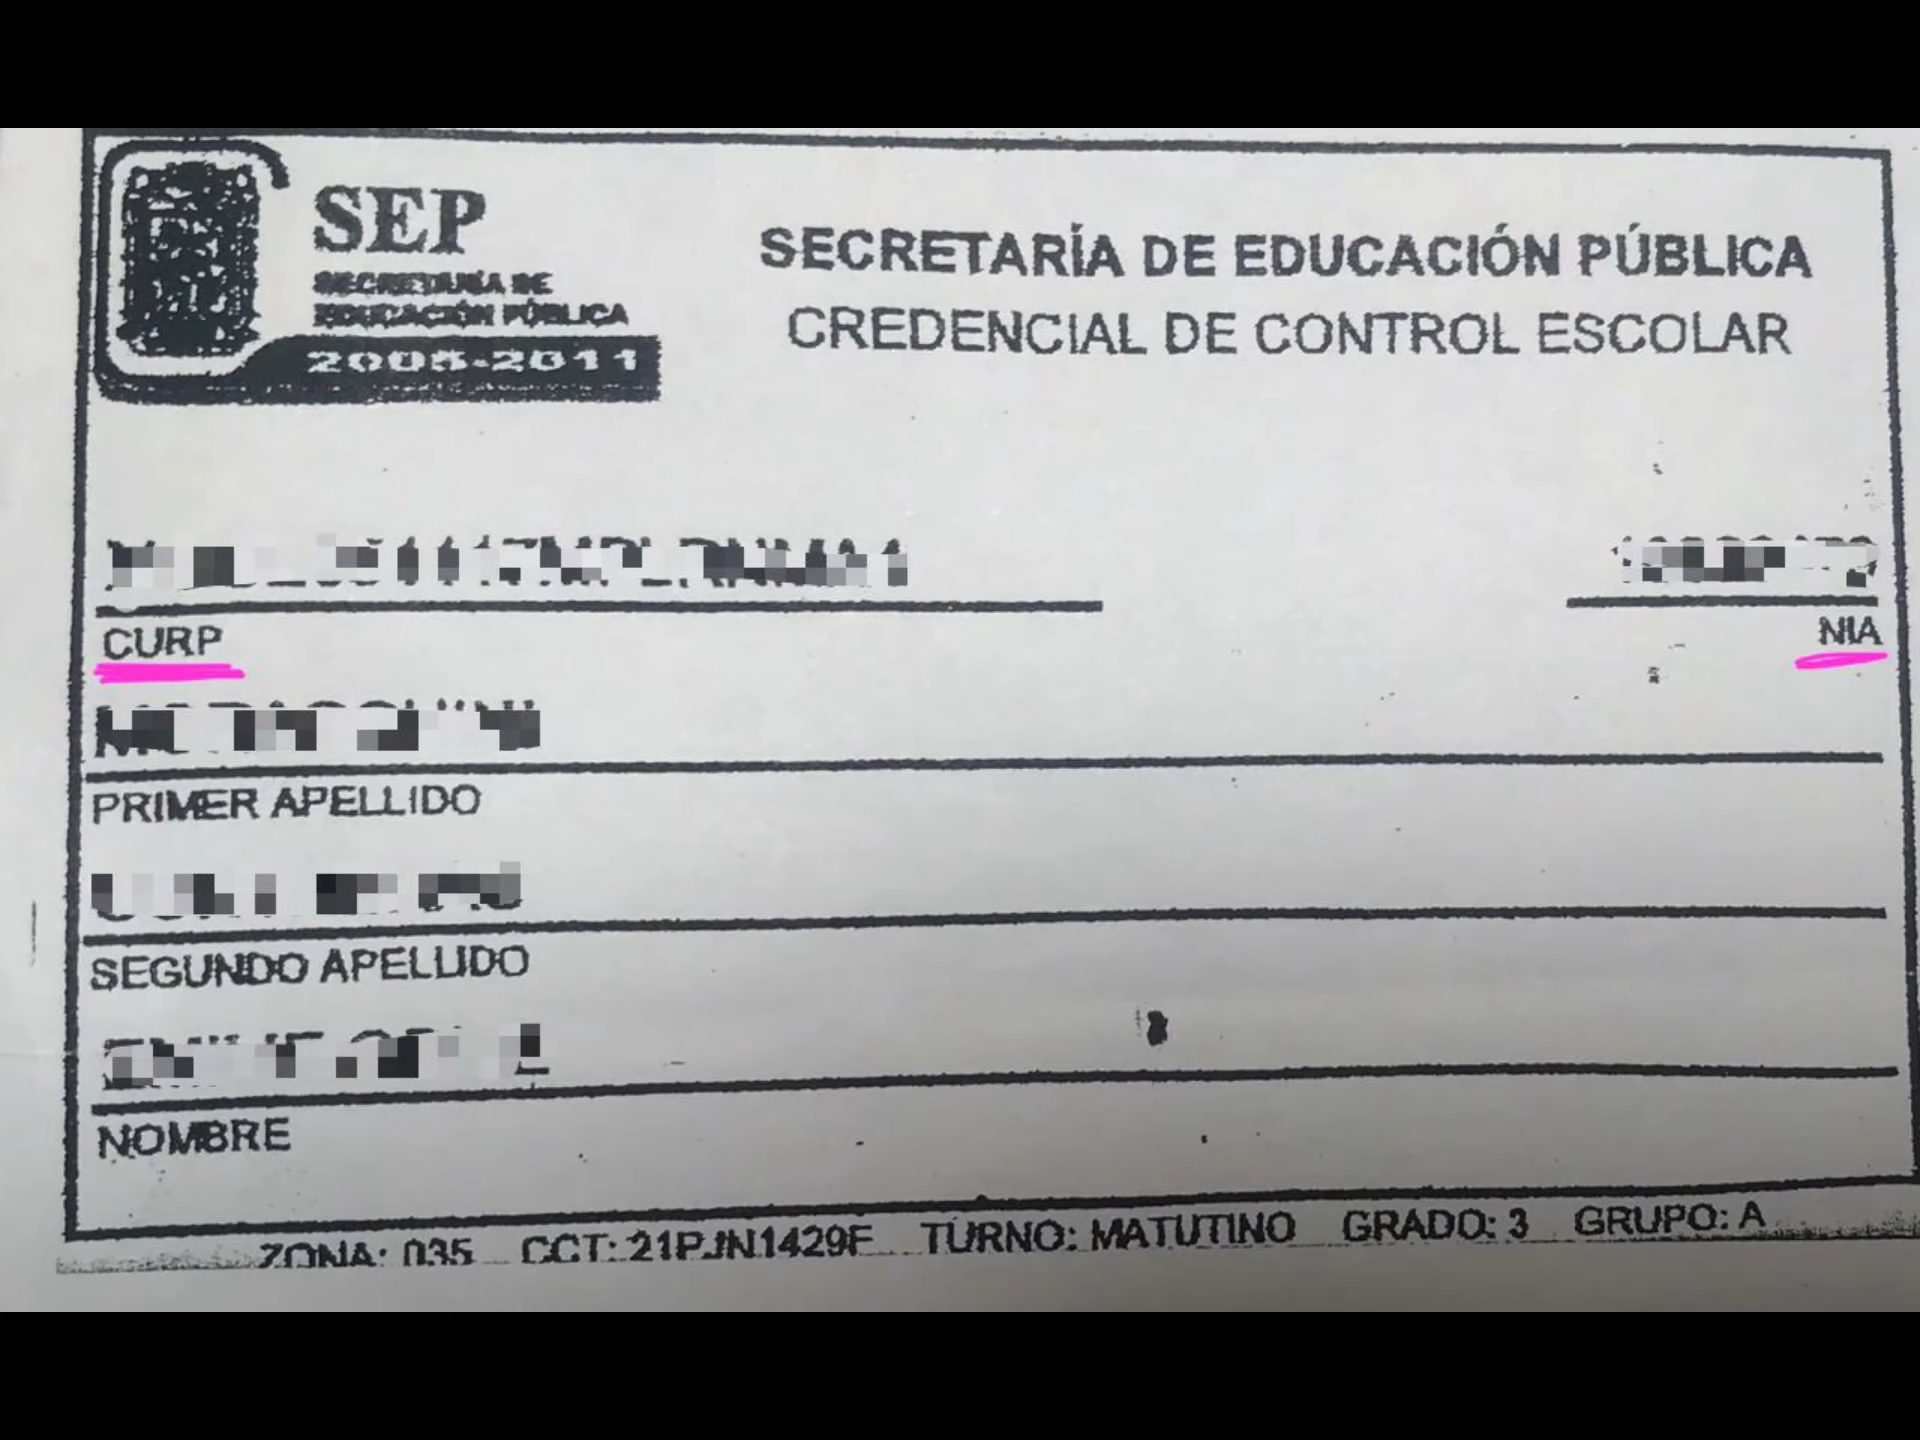 SEP
SECRETARÍA DE
EDUCACIÓN PÚBLICA
2005-2011
SECRETARÍA DE EDUCACIÓN PÚBLICA
CREDENCIAL DE CONTROL ESCOLAR
CURP
NIA
PRIMER APELLIDO
SEGUNDO APELLIDO
NOMBRE
ZONA: 035 CCT: 21PJN1429F TURNO: MATUTINO GRADO: 3 GRUPO: A